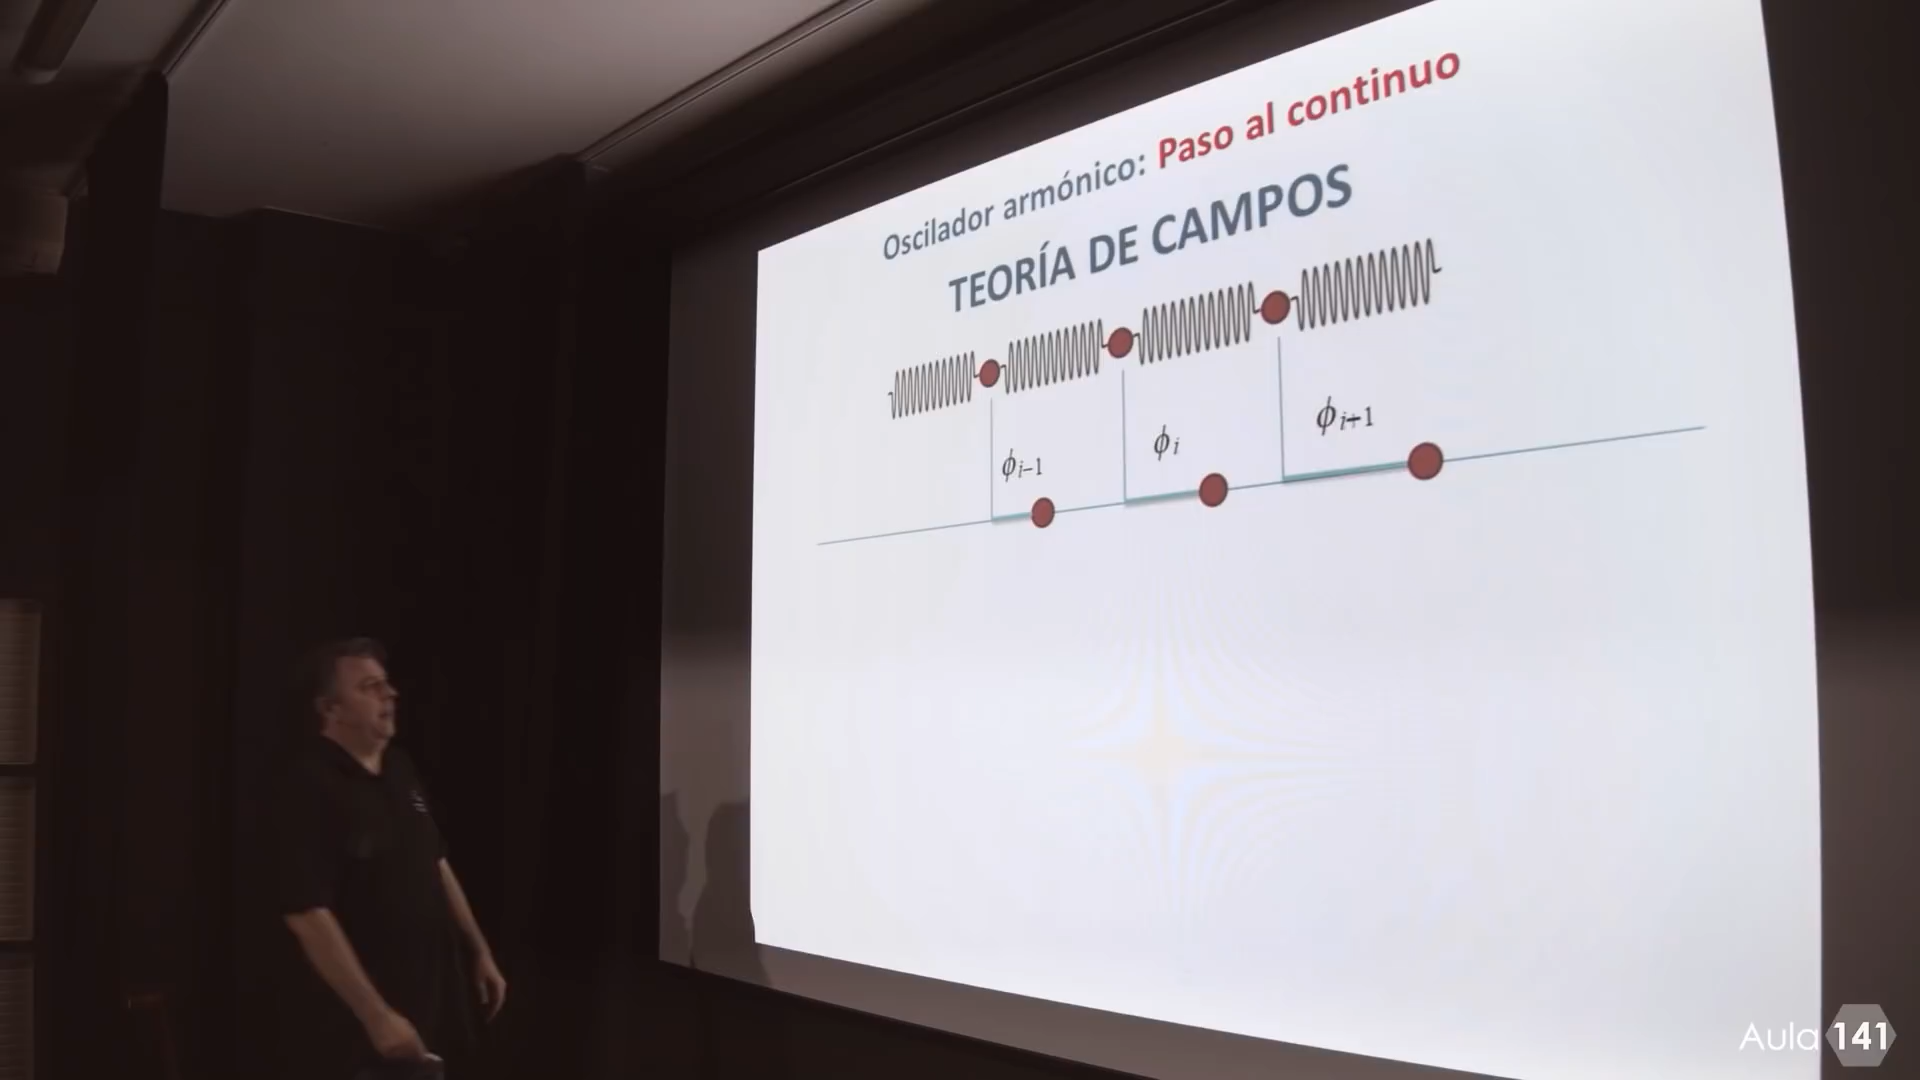 Oscilador armónico: Paso al continuo
TEORÍA DE CAMPOS
ϕi−1
ϕi
ϕi+1
Aula 141